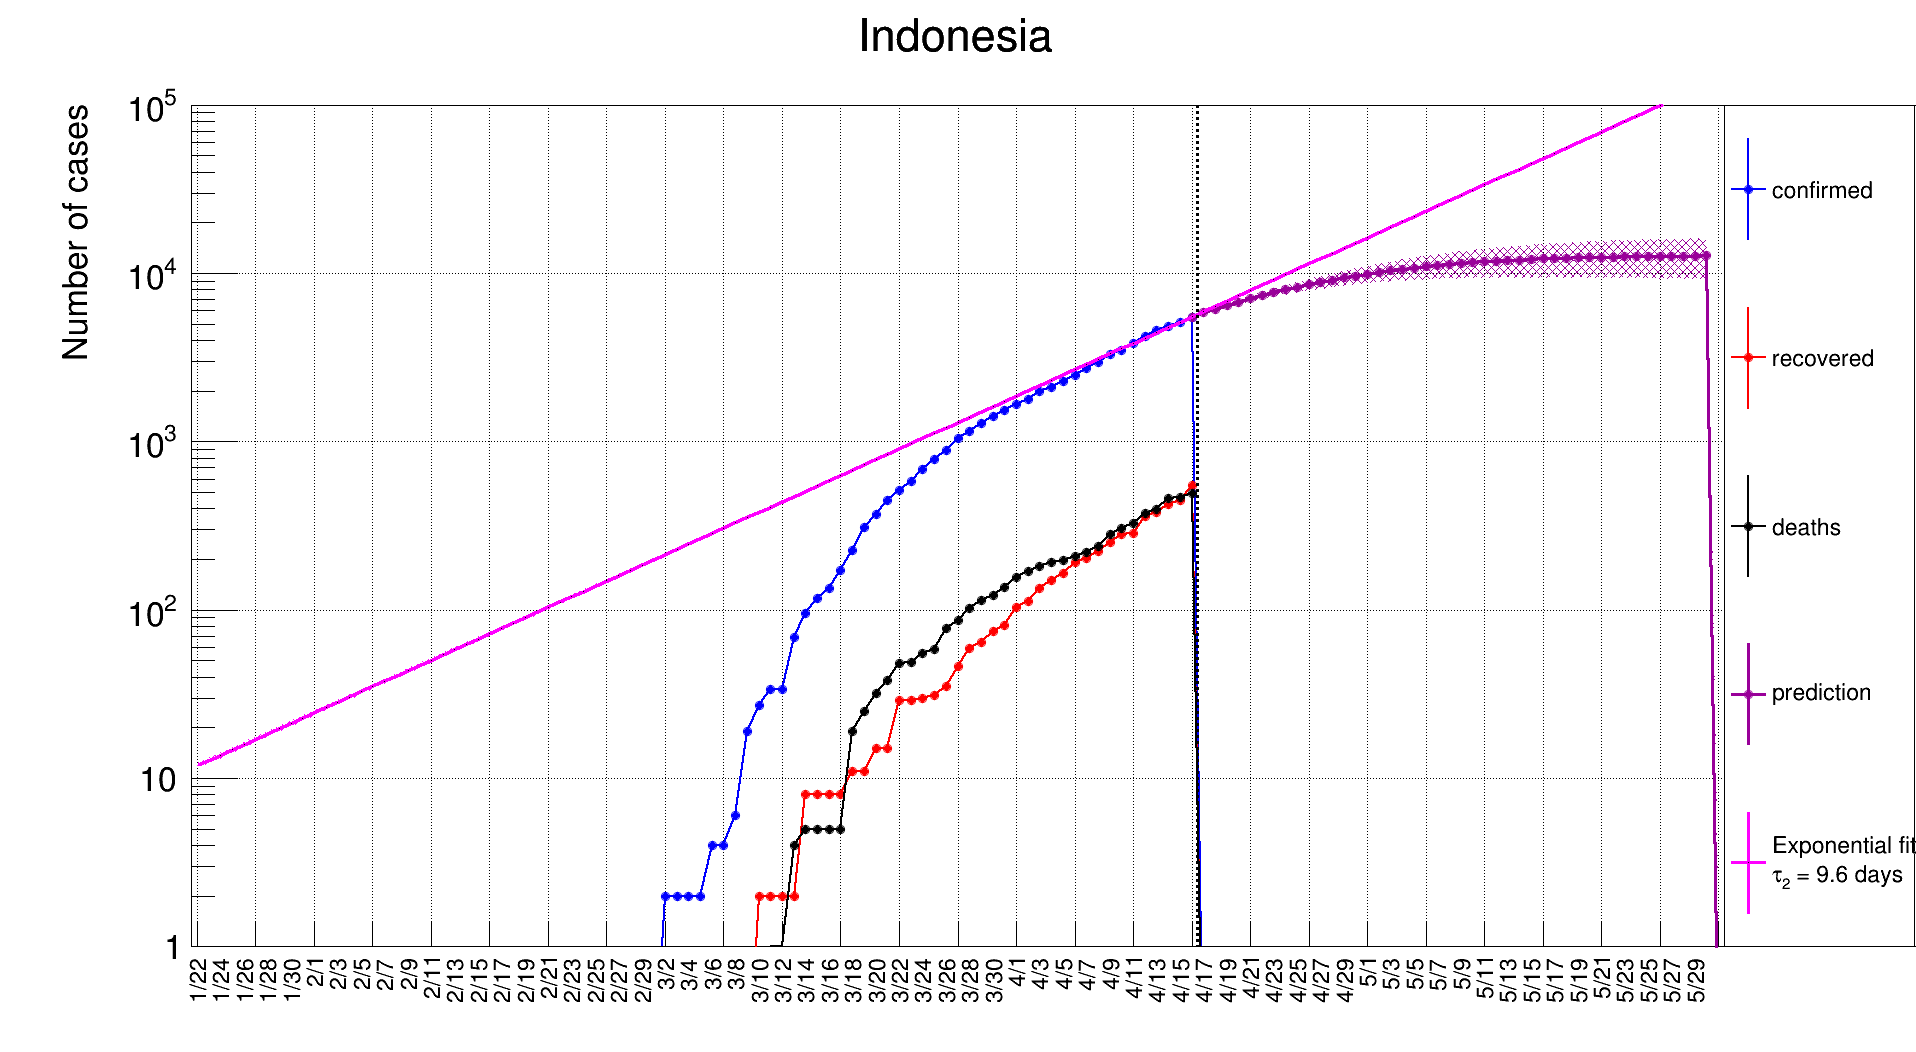 Indonesia
Number of cases
10^5
10^4
10^3
10^2
10
1
1/22 1/24 1/26 1/28 1/30 2/1 2/3 2/5 2/7 2/9 2/11 2/13 2/15 2/17 2/19 2/21 2/23 2/25 2/27 2/29 3/2 3/4 3/6 3/8 3/10 3/12 3/14 3/16 3/18 3/20 3/22 3/24 3/26 3/28 3/30 4/1 4/3 4/5 4/7 4/9 4/11 4/13 4/15 4/17 4/19 4/21 4/23 4/25 4/27 4/29 5/1 5/3 5/5 5/7 5/9 5/11 5/13 5/15 5/17 5/19 5/21 5/23 5/25 5/27 5/29
confirmed
recovered
deaths
prediction
Exponential fit
τ₂ = 9.6 days